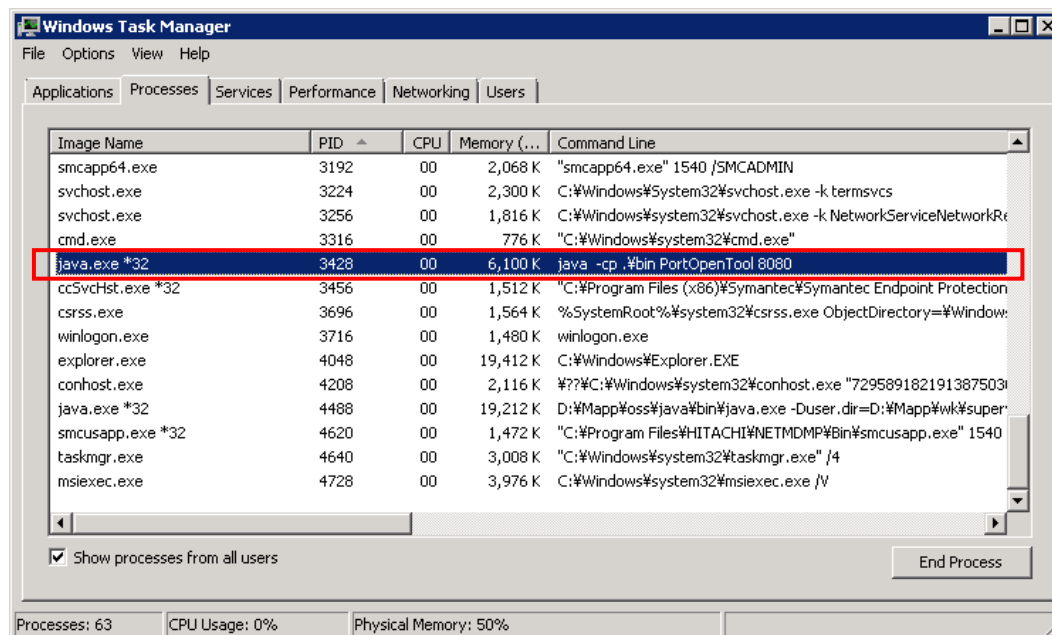 Windows Task Manager
File Options View Help
Applications Processes Services Performance Networking Users
Image Name PID CPU Memory (... Command Line
smcapp64.exe 3192 00 2,068 K "smcapp64.exe" 1540 /SMCADMIN
svchost.exe 3224 00 2,300 K C:¥Windows¥System32¥svchost.exe -k termsvcs
svchost.exe 3256 00 1,816 K C:¥Windows¥system32¥svchost.exe -k NetworkServiceNetworkRe
cmd.exe 3316 00 776 K "C:¥Windows¥system32¥cmd.exe"
java.exe *32 3428 00 6,100 K java -cp .¥bin PortOpenTool 8080
ccSvcHst.exe *32 3456 00 1,512 K "C:¥Program Files (x86)¥Symantec¥Symantec Endpoint Protection
csrss.exe 3696 00 1,564 K %SystemRoot%¥system32¥csrss.exe ObjectDirectory=¥Window
winlogon.exe 3716 00 1,480 K winlogon.exe
explorer.exe 4048 00 19,412 K C:¥Windows¥Explorer.EXE
conhost.exe 4208 00 2,116 K ¥??¥C:¥Windows¥system32¥conhost.exe "729589182191387503
java.exe *32 4488 00 19,212 K D:¥Mapp¥oss¥java¥bin¥java.exe -Duser.dir=D:¥Mapp¥wk¥super
smcusapp.exe *32 4620 00 1,472 K "C:¥Program Files¥HITACHI¥NETMDMP¥Bin¥smcusapp.exe" 1540
taskmgr.exe 4640 00 3,008 K "C:¥Windows¥system32¥taskmgr.exe" /4
msiexec.exe 4728 00 3,976 K C:¥Windows¥system32¥msiexec.exe /V
Show processes from all users
End Process
Processes: 63 CPU Usage: 0% Physical Memory: 50%